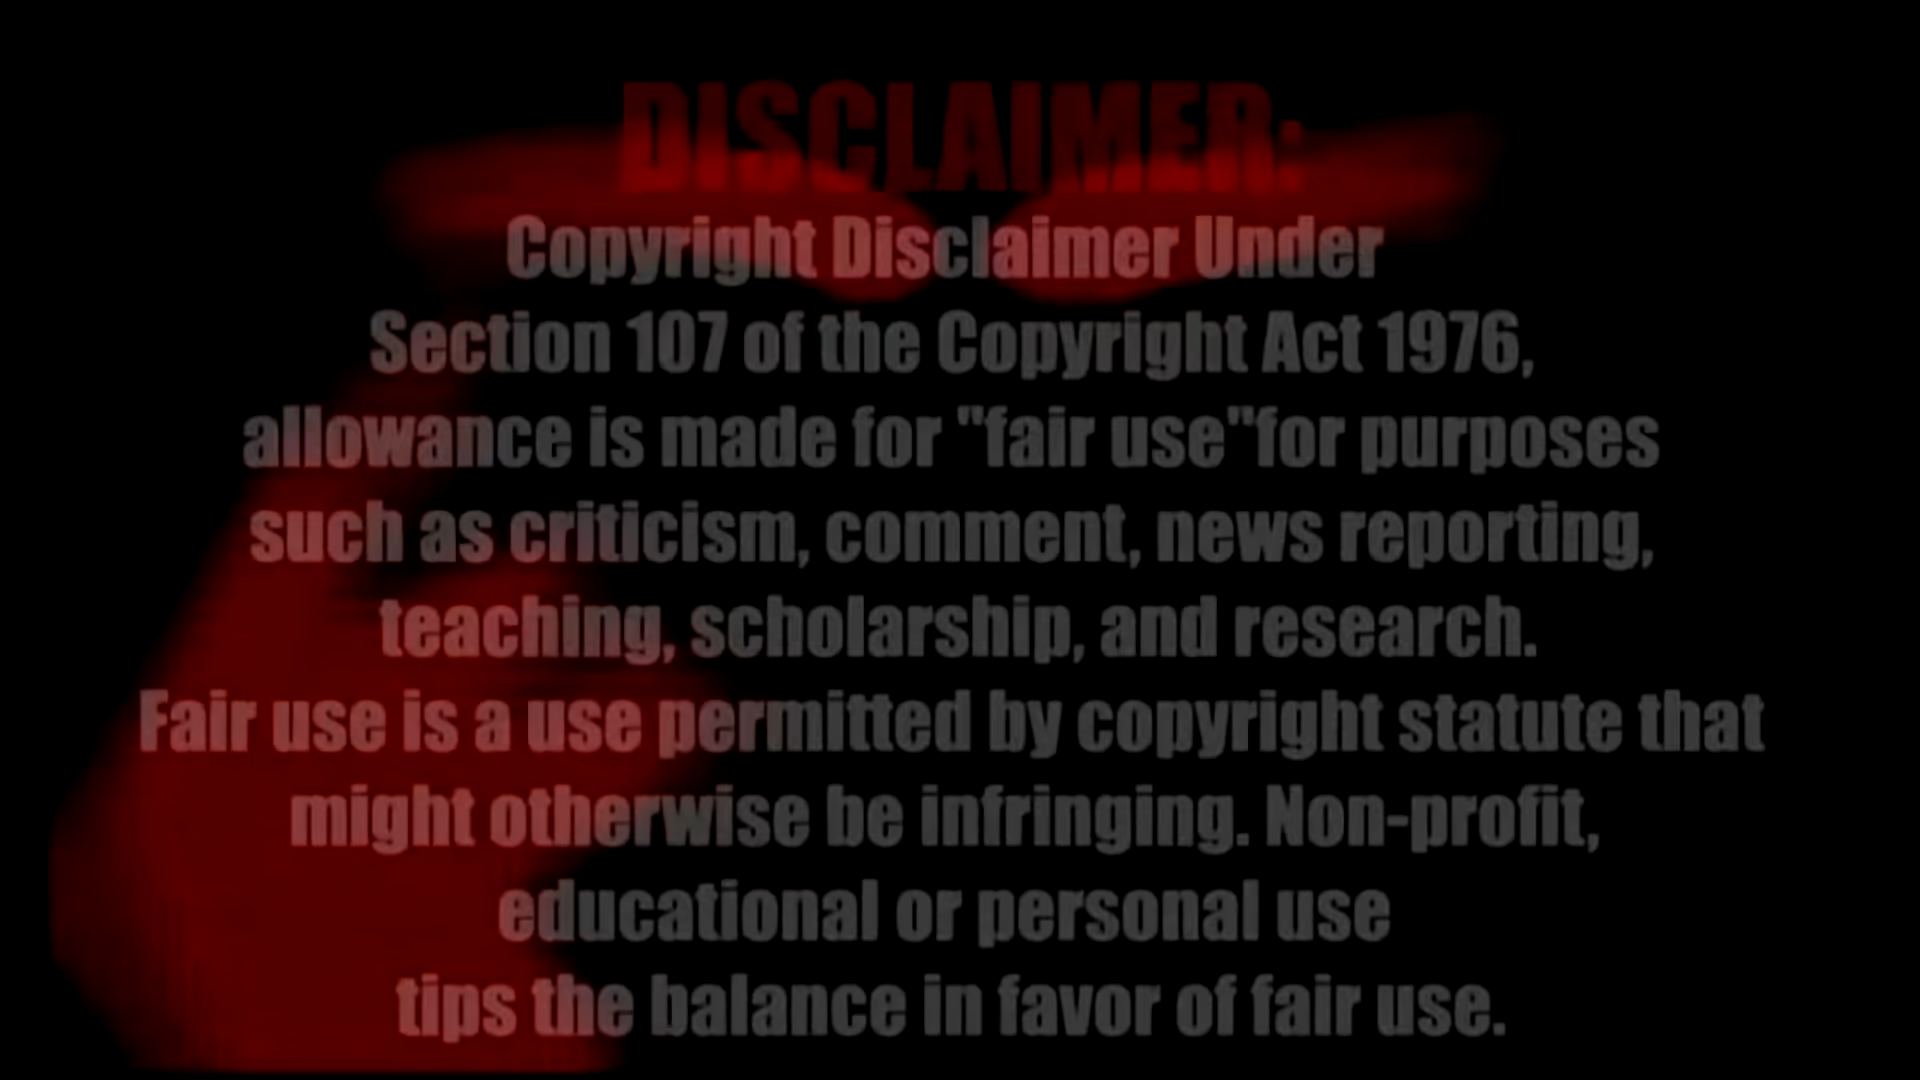 DISCLAIMER:
Copyright Disclaimer Under
Section 107 of the Copyright Act 1976,
allowance is made for "fair use"for purposes
such as criticism, comment, news reporting,
teaching, scholarship, and research.
Fair use is a use permitted by copyright statute that
might otherwise be infringing. Non-profit,
educational or personal use
tips the balance in favor of fair use.